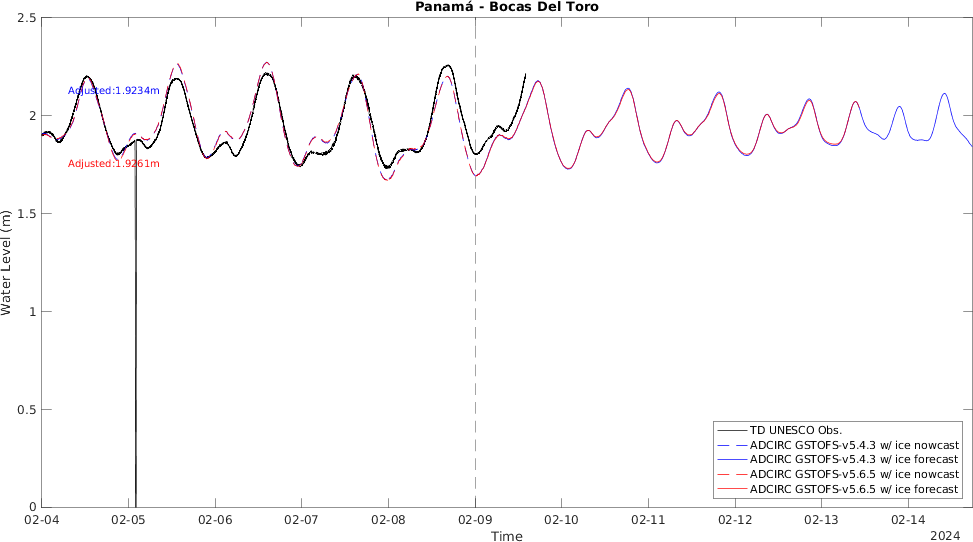 Panamá - Bocas Del Toro
2.5
2
1.5
1
0.5
0
Water Level (m)
Adjusted:1.9234m
Adjusted:1.9261m
TD UNESCO Obs.
ADCIRC GSTOFS-v5.4.3 w/ ice nowcast
ADCIRC GSTOFS-v5.4.3 w/ ice forecast
ADCIRC GSTOFS-v5.6.5 w/ ice nowcast
ADCIRC GSTOFS-v5.6.5 w/ ice forecast
02-04 02-05 02-06 02-07 02-08 02-09 02-10 02-11 02-12 02-13 02-14
Time
2024